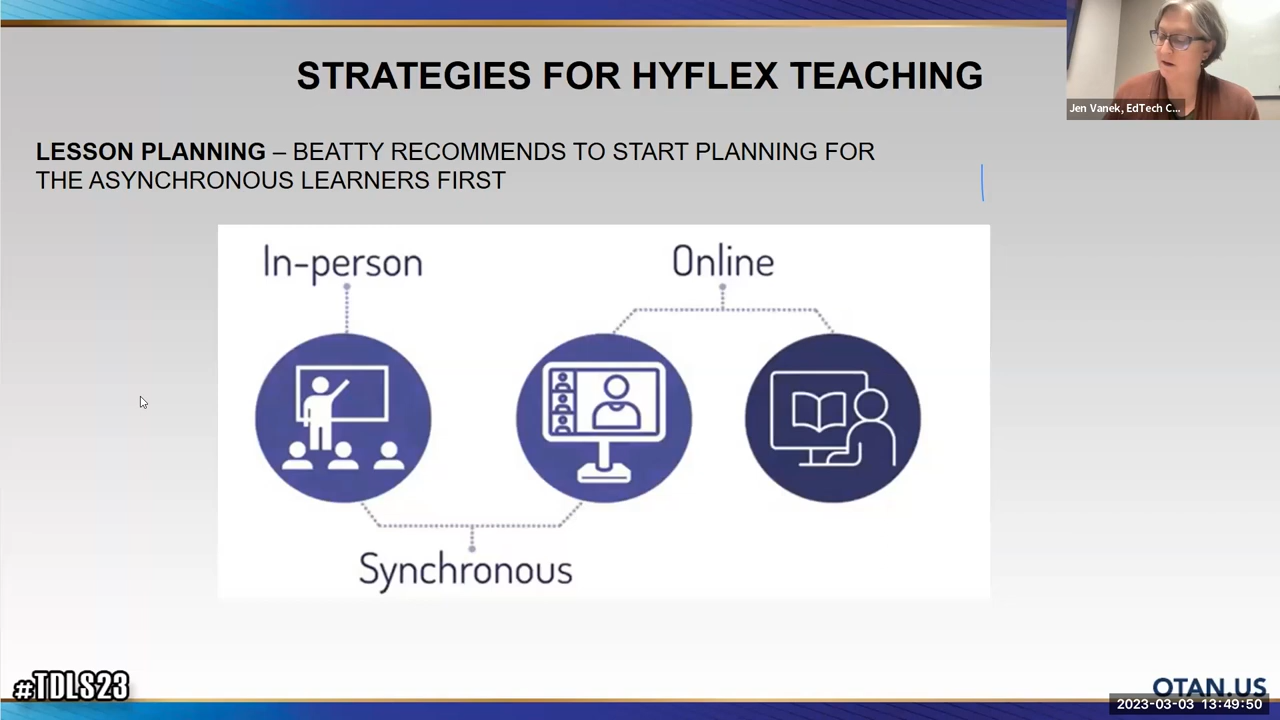 STRATEGIES FOR HYFLEX TEACHING
Jen Vanek, EdTech C...
LESSON PLANNING – BEATTY RECOMMENDS TO START PLANNING FOR
THE ASYNCHRONOUS LEARNERS FIRST
In-person
Online
Synchronous
#TDLS23
OTAN.US
2023-03-03 13:49:50